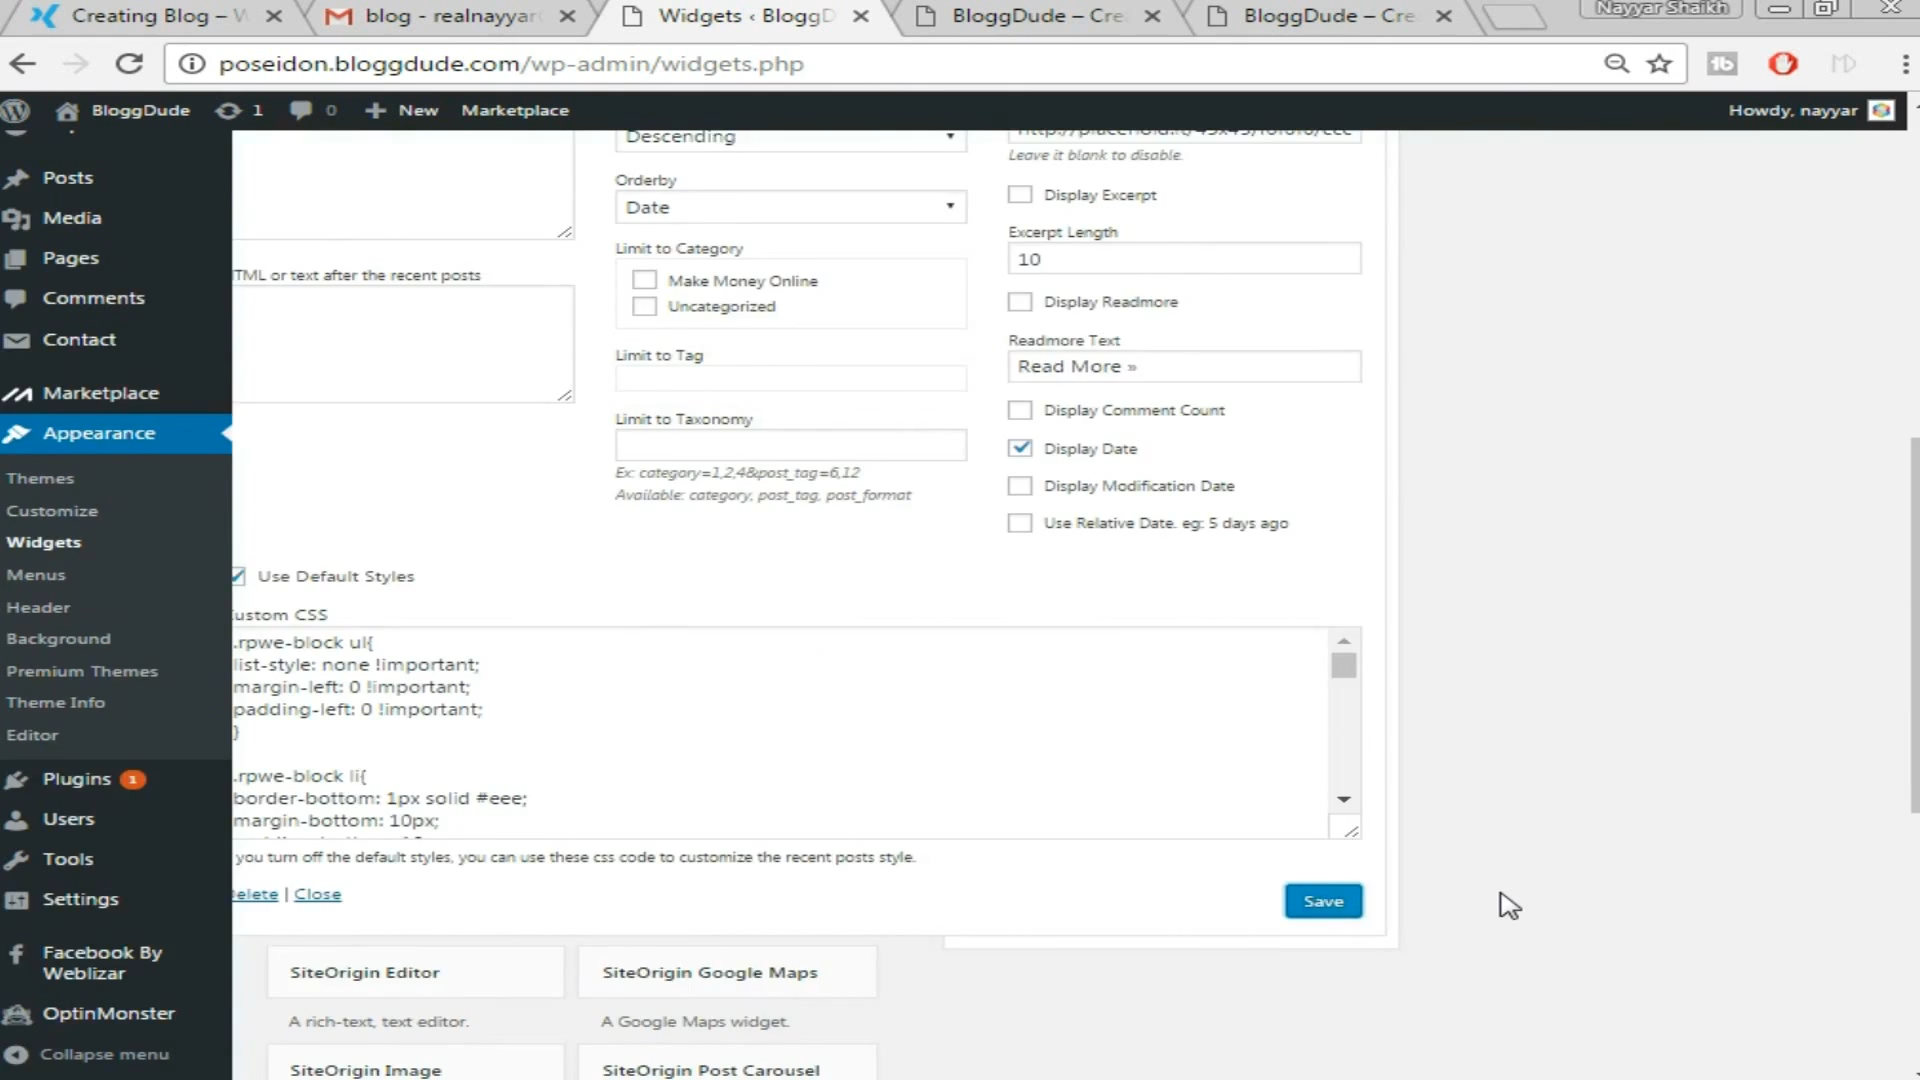 Creating Blog –
blog - realnayyar
Widgets ‹ BloggD
BloggDude – Cre
BloggDude – Cre
Nayyar Shaikh
poseidon.bloggdude.com/wp-admin/widgets.php
BloggDude
1
0
New
Marketplace
Howdy, nayyar
Posts
Media
Pages
Comments
Contact
Marketplace
Appearance
Themes
Customize
Widgets
Menus
Header
Background
Premium Themes
Theme Info
Editor
Plugins 1
Users
Tools
Settings
Facebook By
Weblizar
OptinMonster
Collapse menu
TML or text after the recent posts
Descending
Orderby
Date
Limit to Category
Make Money Online
Uncategorized
Limit to Tag
Limit to Taxonomy
Ex: category=1,2,4&post_tag=6,12
Available: category, post_tag, post_format
Leave it blank to disable.
Display Excerpt
Excerpt Length
10
Display Readmore
Readmore Text
Read More »
Display Comment Count
Display Date
Display Modification Date
Use Relative Date. eg: 5 days ago
Use Default Styles
ustom CSS
.rpwe-block ul{
list-style: none !important;
margin-left: 0 !important;
padding-left: 0 !important;
}
.rpwe-block li{
border-bottom: 1px solid #eee;
margin-bottom: 10px;
you turn off the default styles, you can use these css code to customize the recent posts style.
Delete | Close
Save
SiteOrigin Editor
SiteOrigin Google Maps
A rich-text, text editor.
A Google Maps widget.
SiteOrigin Image
SiteOrigin Post Carousel